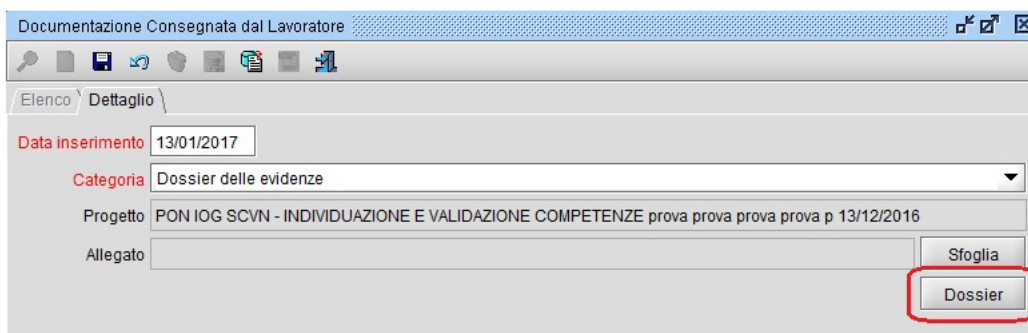 Documentazione Consegnata dal Lavoratore
Elenco Dettaglio
Data inserimento 13/01/2017
Categoria Dossier delle evidenze
Progetto PON IOG SCVN - INDIVIDUAZIONE E VALIDAZIONE COMPETENZE prova prova prova prova p 13/12/2016
Allegato Sfoglia
Dossier